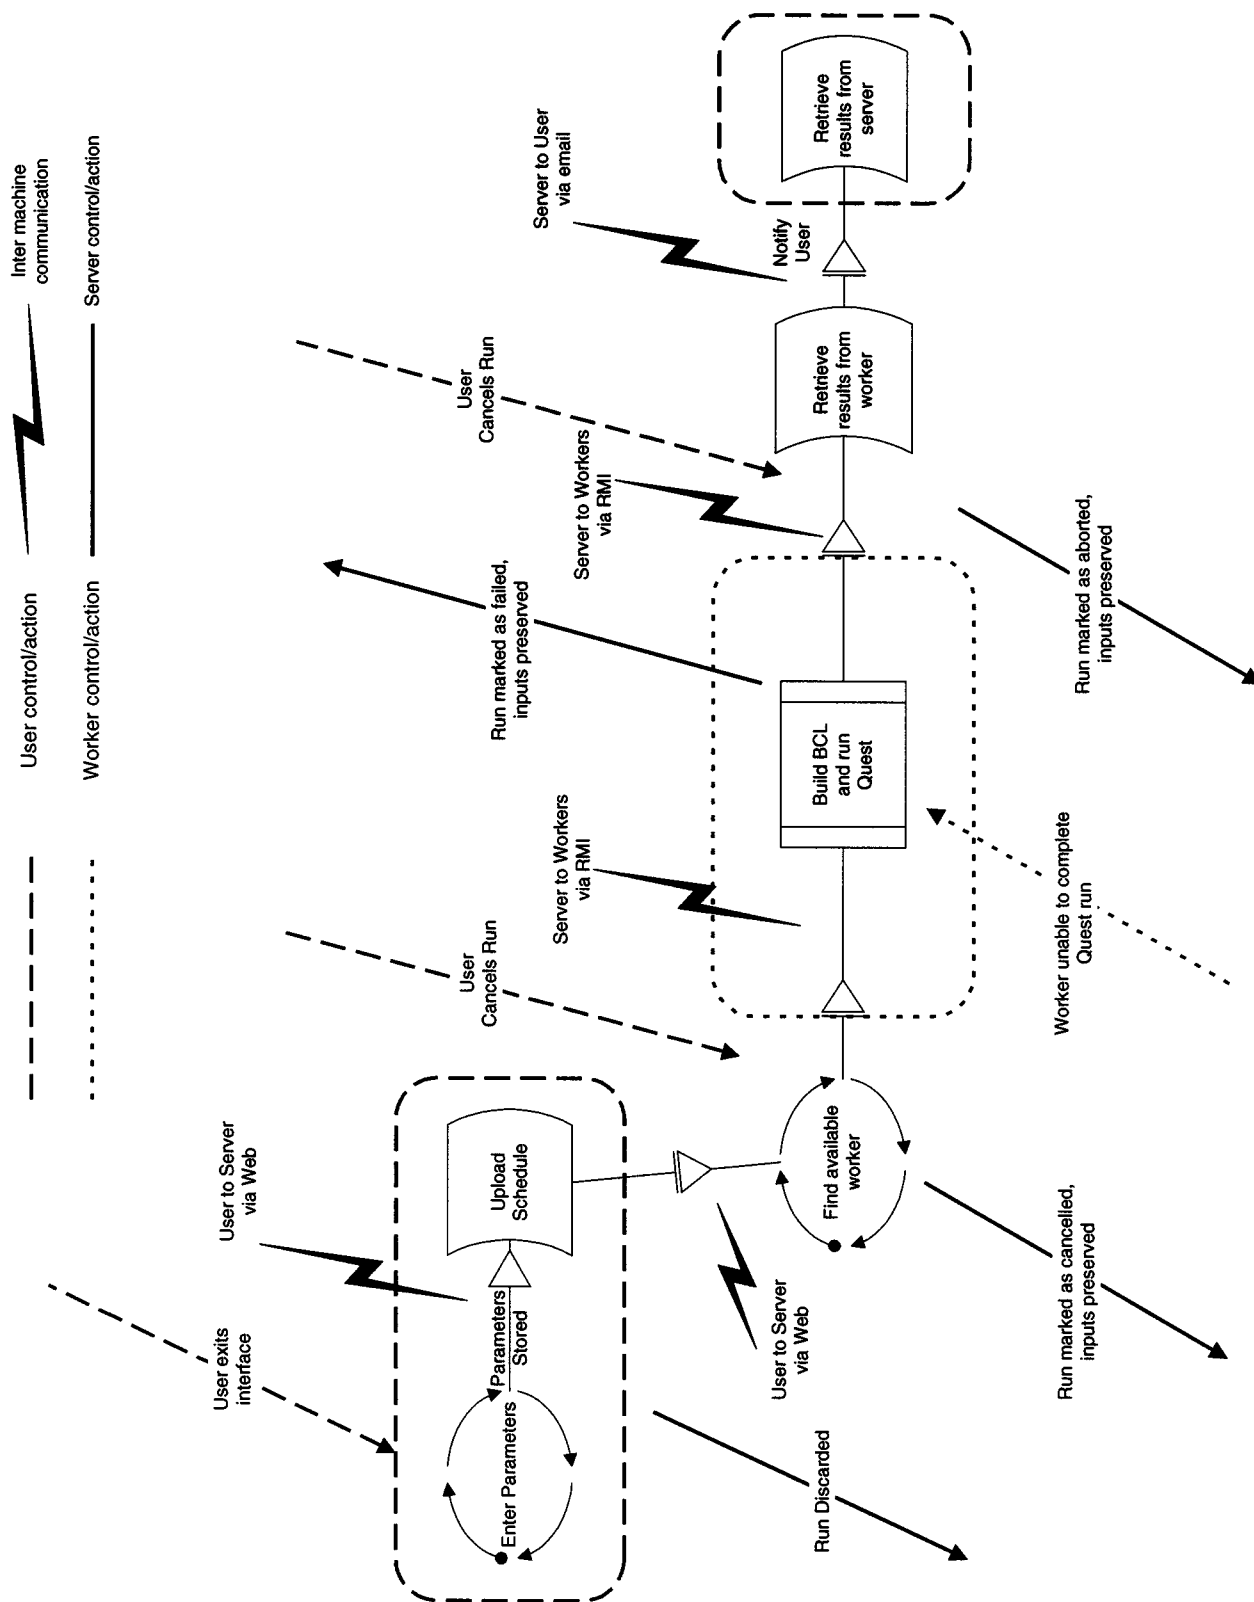 User control/action
Inter machine
communication
Worker control/action
Server control/action
User exits
interface
User to Server
via Web
Enter Parameters
Parameters
Stored
Upload
Schedule
Run Discarded
User to Server
via Web
User
Cancels Run
Find available
worker
Run marked as cancelled,
inputs preserved
Server to Workers
via RMI
Build BCL
and run
Quest
Worker unable to complete
Quest run
Run marked as failed,
inputs preserved
Server to Workers
via RMI
User
Cancels Run
Retrieve
results from
worker
Run marked as aborted,
inputs preserved
Server to User
via email
Notify
User
Retrieve
results from
server